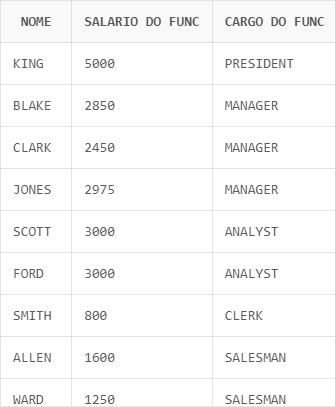 NOME SALARIO DO FUNC CARGO DO FUNC
KING 5000 PRESIDENT
BLAKE 2850 MANAGER
CLARK 2450 MANAGER
JONES 2975 MANAGER
SCOTT 3000 ANALYST
FORD 3000 ANALYST
SMITH 800 CLERK
ALLEN 1600 SALESMAN
WARD 1250 SALESMAN